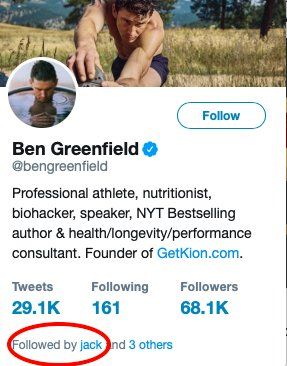 Follow
Ben Greenfield
@bengreenfield
Professional athlete, nutritionist,
biohacker, speaker, NYT Bestselling
author & health/longevity/performance
consultant. Founder of GetKion.com.
Tweets Following Followers
29.1K 161 68.1K
Followed by jack and 3 others